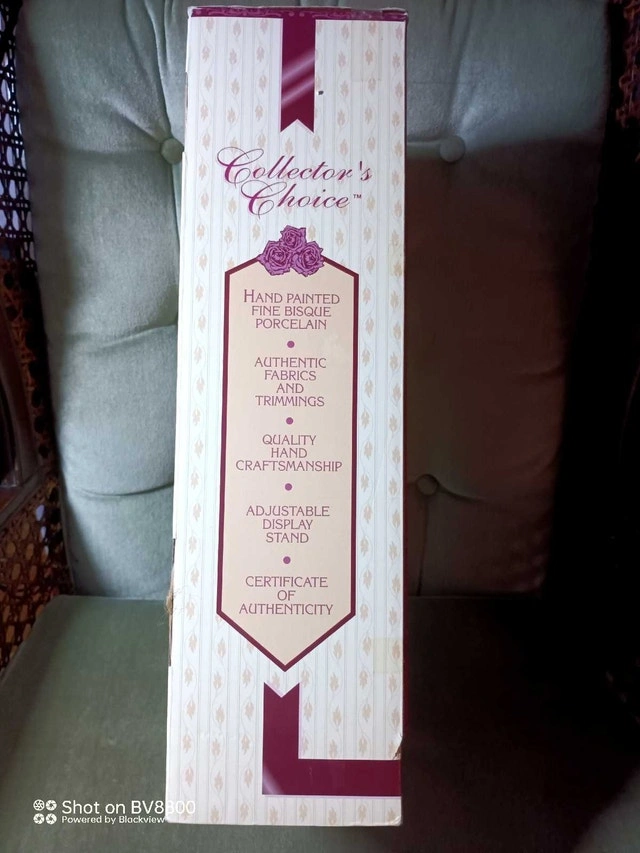 Collector's
Choice™
HAND PAINTED
FINE BISQUE
PORCELAIN
•
AUTHENTIC
FABRICS
AND
TRIMMINGS
•
QUALITY
HAND
CRAFTSMANSHIP
•
ADJUSTABLE
DISPLAY
STAND
•
CERTIFICATE
OF
AUTHENTICITY
Shot on BV8800
Powered by Blackview